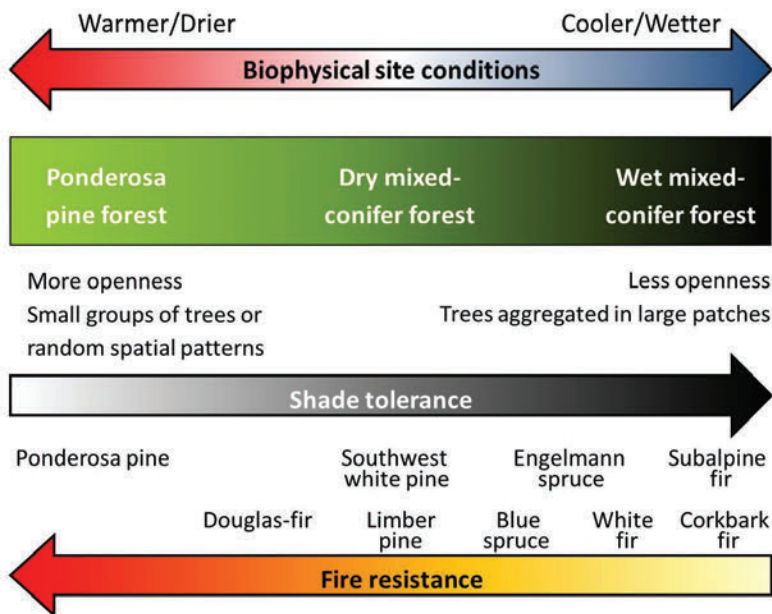 Warmer/Drier
Cooler/Wetter
Biophysical site conditions
Ponderosa
pine forest
Dry mixed-
conifer forest
Wet mixed-
conifer forest
More openness
Small groups of trees or
random spatial patterns
Less openness
Trees aggregated in large patches
Shade tolerance
Ponderosa pine
Southwest
white pine
Engelmann
spruce
Subalpine
fir
Douglas-fir
Limber
pine
Blue
spruce
White
fir
Corkbark
fir
Fire resistance